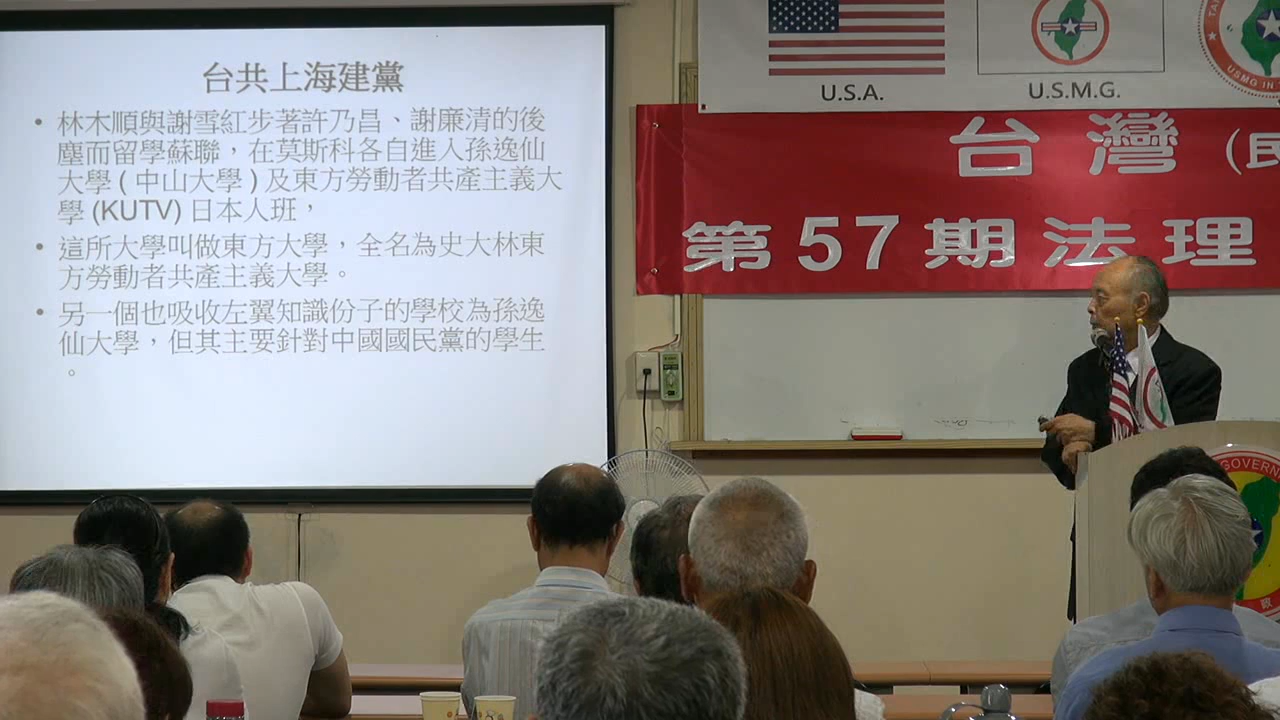 台共上海建黨
• 林木順與謝雪紅步著許乃昌、謝廉清的後
塵而留學蘇聯，在莫斯科各自進入孫逸仙
大學 ( 中山大學 ) 及東方勞動者共產主義大
學 (KUTV) 日本人班，
• 這所大學叫做東方大學，全名為史大林東
方勞動者共產主義大學。
• 另一個也吸收左翼知識份子的學校為孫逸
仙大學，但其主要針對中國國民黨的學生
。
U.S.A.
U.S.M.G.
USMG IN
台灣（民
第57期法理
GOVERN
政